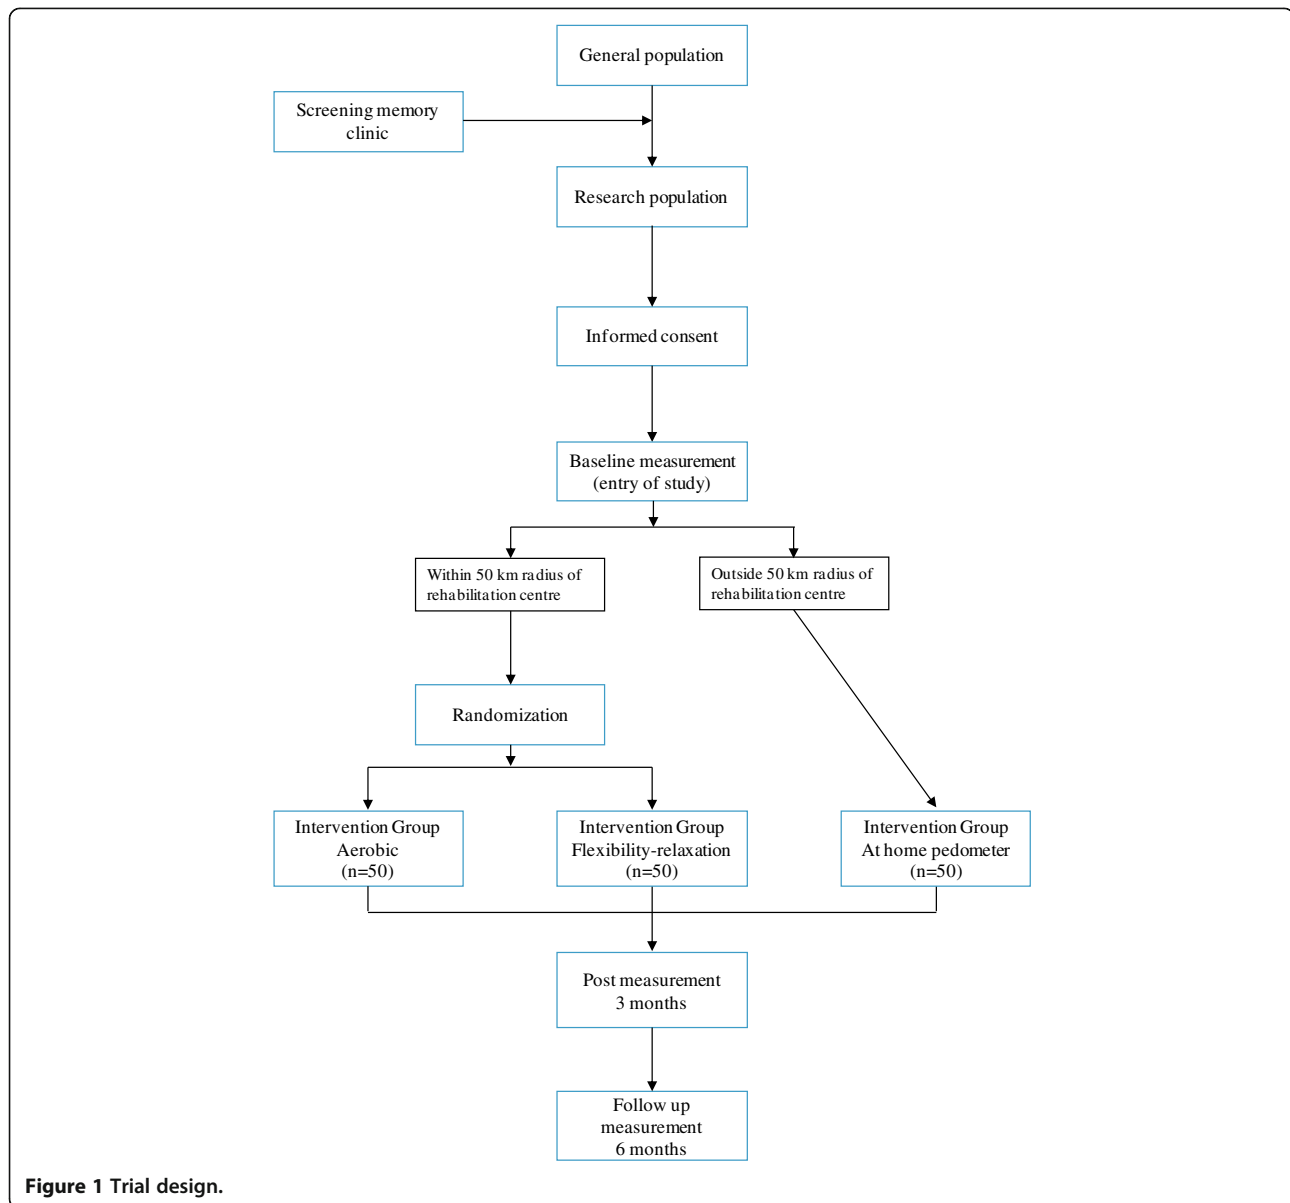 General population
Screening memory
clinic
Research population
Informed consent
Baseline measurement
(entry of study)
Within 50 km radius of
rehabilitation centre
Outside 50 km radius of
rehabilitation centre
Randomization
Intervention Group
Aerobic
(n=50)
Intervention Group
Flexibility-relaxation
(n=50)
Intervention Group
At home pedometer
(n=50)
Post measurement
3 months
Follow up
measurement
6 months
Figure 1 Trial design.